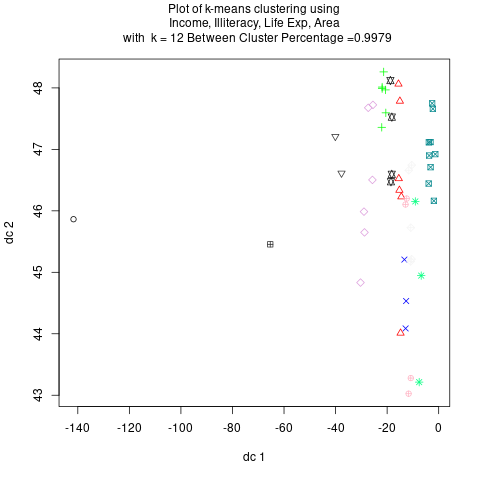 Plot of k-means clustering using
Income, Illiteracy, Life Exp, Area
with k = 12 Between Cluster Percentage =0.9979
48
47
46
45
44
43
dc 2
-140 -120 -100 -80 -60 -40 -20 0
dc 1